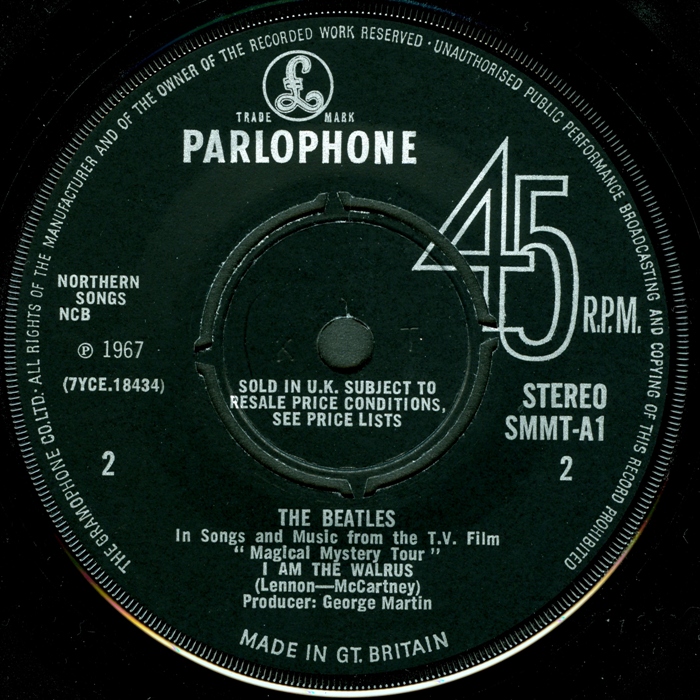 THE GRAMOPHONE CO.LTD. · ALL RIGHTS OF THE MANUFACTURER AND OF THE OWNER OF THE RECORDED WORK RESERVED · UNAUTHORISED PUBLIC PERFORMANCE BROADCASTING AND COPYING OF THIS RECORD PROHIBITED
£
TRADE MARK
PARLOPHONE
45
R.P.M.
NORTHERN
SONGS
NCB
Ⓟ 1967
(7YCE.18434)
2
K T
SOLD IN U.K. SUBJECT TO
RESALE PRICE CONDITIONS,
SEE PRICE LISTS
STEREO
SMMT-A1
2
THE BEATLES
In Songs and Music from the T.V. Film
“ Magical Mystery Tour ”
I AM THE WALRUS
(Lennon—McCartney)
Producer: George Martin
MADE IN GT. BRITAIN